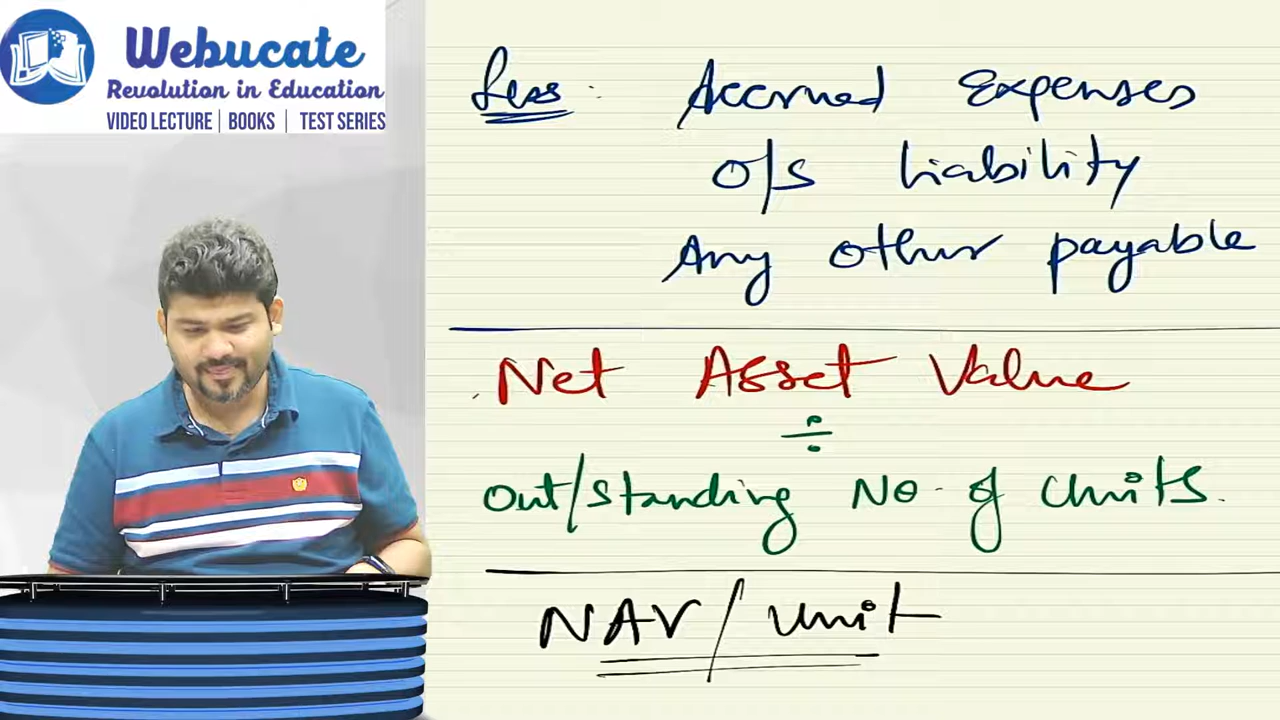 Webucate
Revolution in Education
VIDEO LECTURE | BOOKS | TEST SERIES
Less: Accrued Expenses
O/s Liability
Any other payable
Net Asset Value
÷
Out/standing No. of Units.
NAV/unit